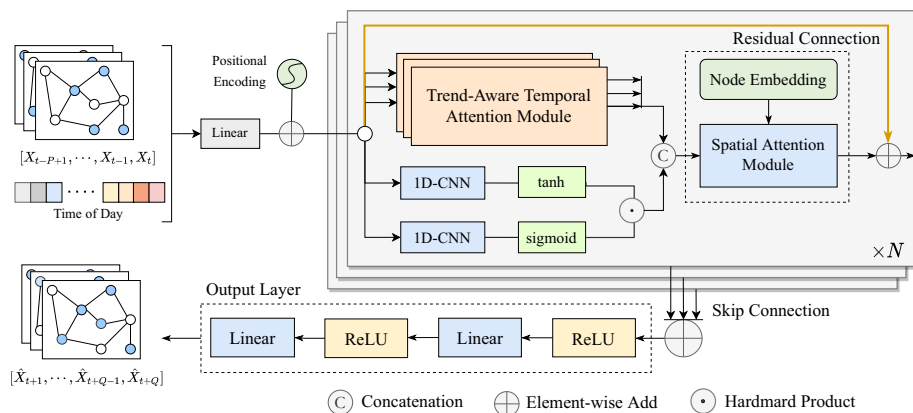 Residual Connection
Positional
Encoding
Node Embedding
Trend-Aware Temporal
Attention Module
Linear
[X_{t-P+1}, ..., X_{t-1}, X_t]
C
Spatial Attention
Module
1D-CNN
tanh
Time of Day
1D-CNN
sigmoid
×N
Output Layer
Skip Connection
Linear
ReLU
Linear
ReLU
[X̂_{t+1}, ..., X̂_{t+Q-1}, X̂_{t+Q}]
C Concatenation
Element-wise Add
Hardmard Product